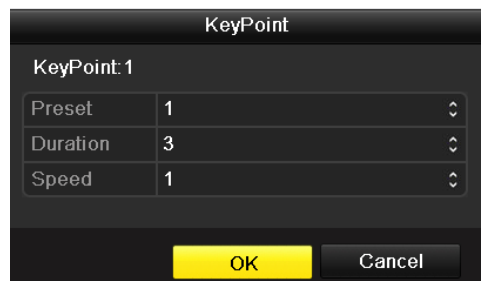 KeyPoint
KeyPoint:1
Preset 1
Duration 3
Speed 1
OK Cancel